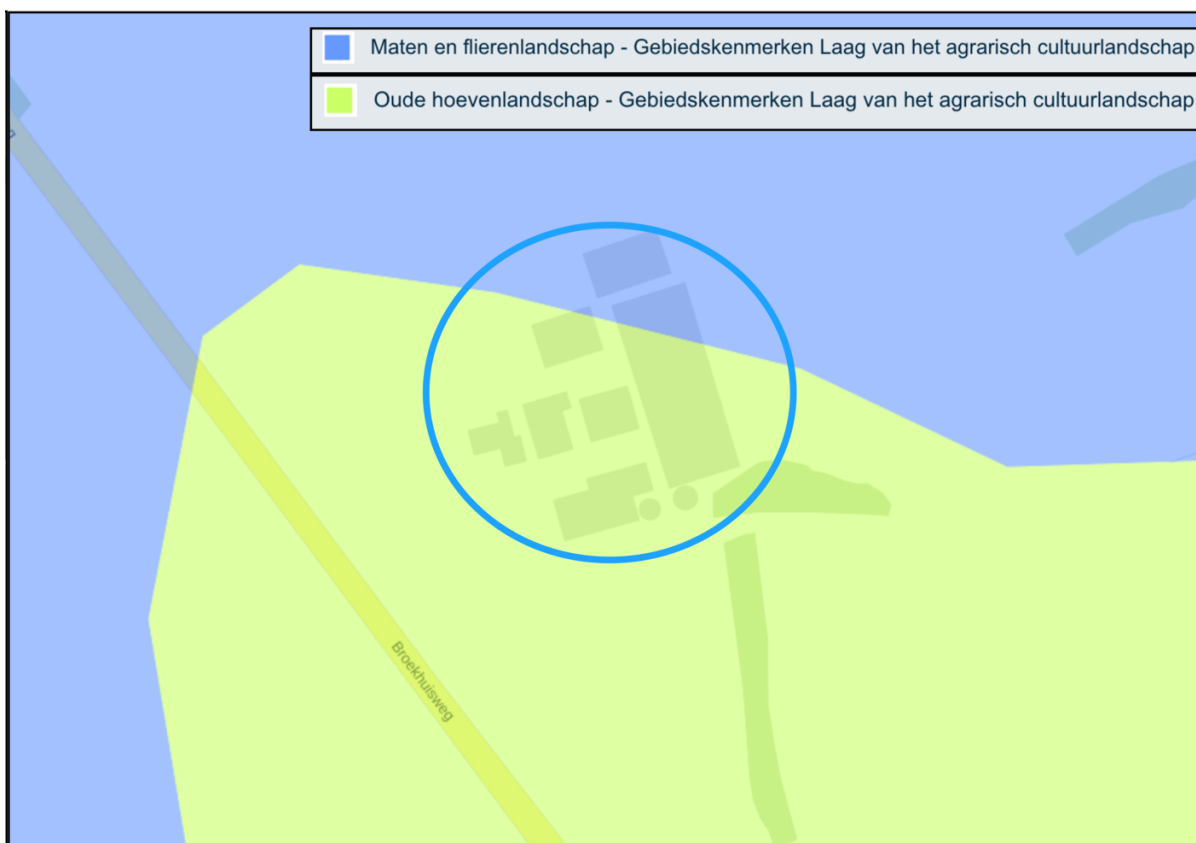 Maten en flierenlandschap - Gebiedskenmerken Laag van het agrarisch cultuurlandschap
Oude hoevenlandschap - Gebiedskenmerken Laag van het agrarisch cultuurlandschap
Broekhuisweg